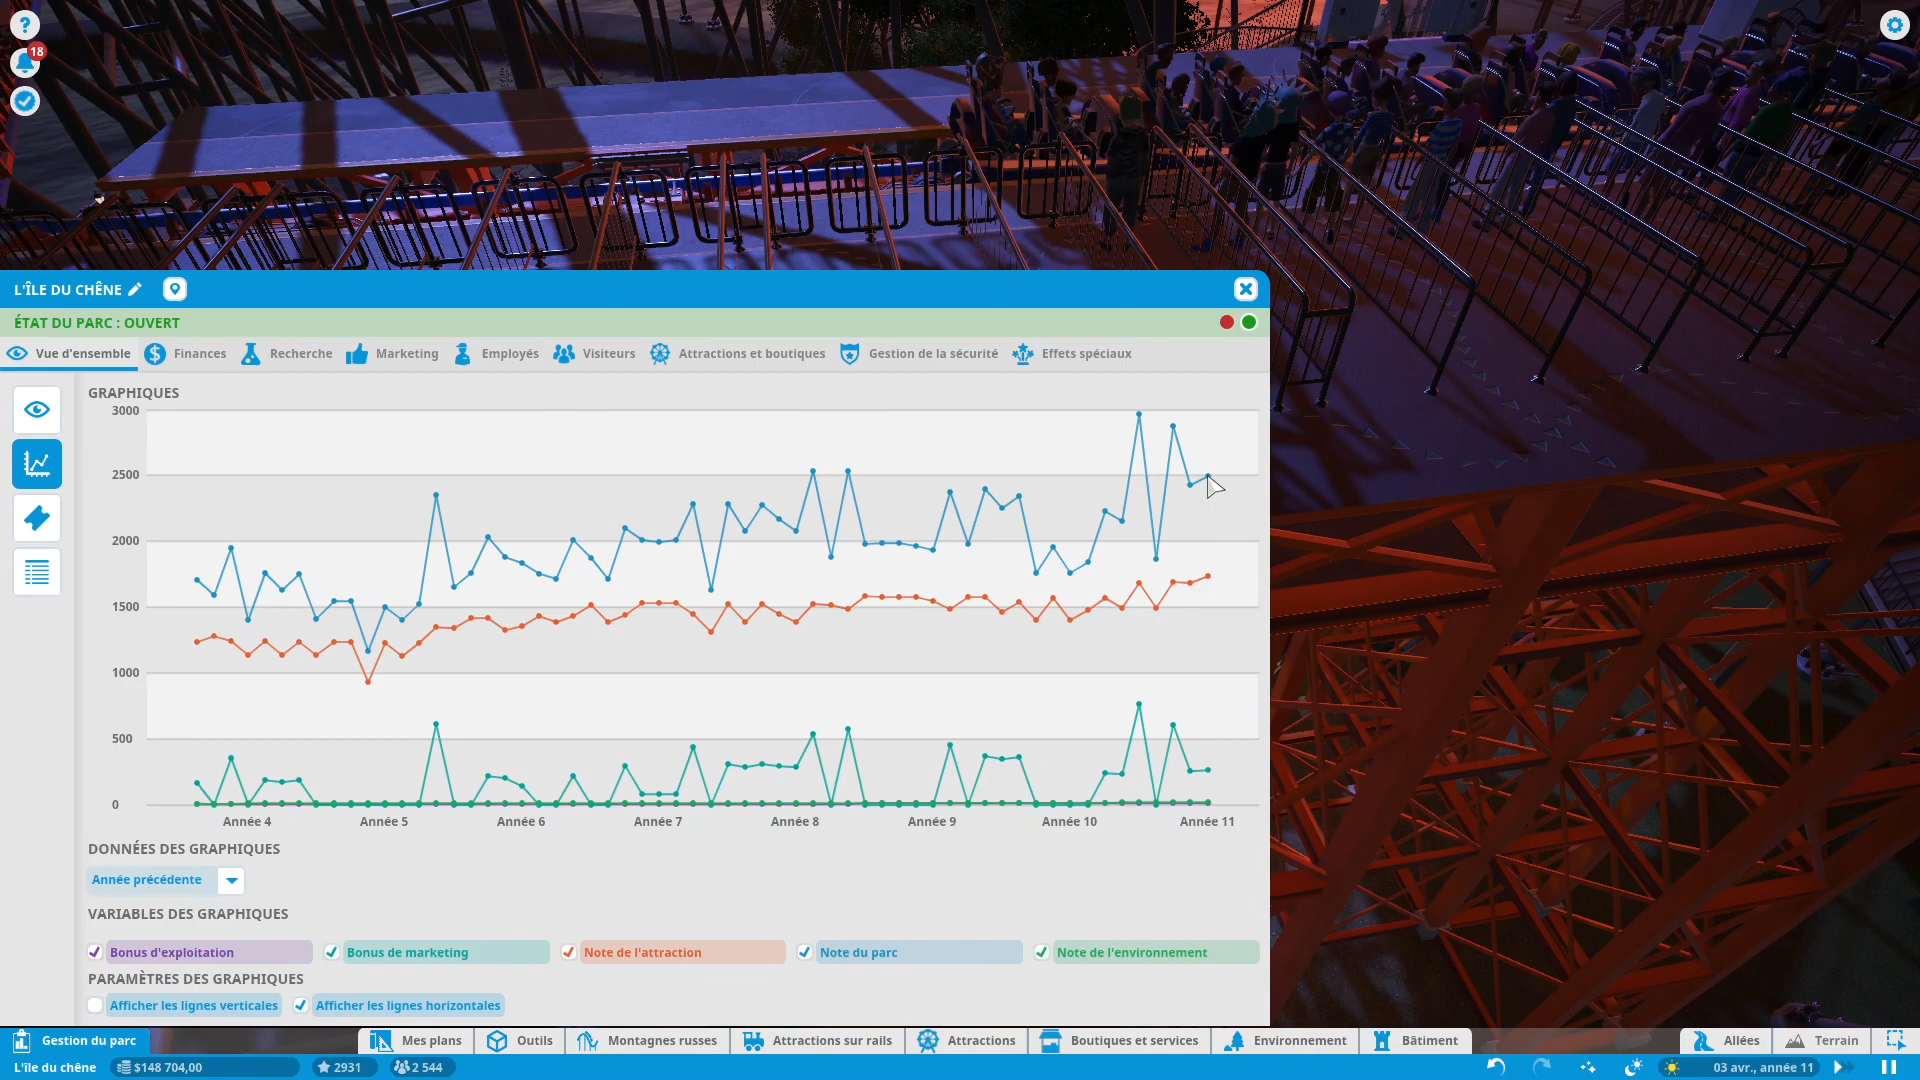 ?
18
L'ÎLE DU CHÊNE
ÉTAT DU PARC : OUVERT
Vue d'ensemble
Finances
Recherche
Marketing
Employés
Visiteurs
Attractions et boutiques
Gestion de la sécurité
Effets spéciaux
GRAPHIQUES
3000
2500
2000
1500
1000
500
0
Année 4
Année 5
Année 6
Année 7
Année 8
Année 9
Année 10
Année 11
DONNÉES DES GRAPHIQUES
Année précédente
VARIABLES DES GRAPHIQUES
Bonus d'exploitation
Bonus de marketing
Note de l'attraction
Note du parc
Note de l'environnement
PARAMÈTRES DES GRAPHIQUES
Afficher les lignes verticales
Afficher les lignes horizontales
Gestion du parc
Mes plans
Outils
Montagnes russes
Attractions sur rails
Attractions
Boutiques et services
Environnement
Bâtiment
Allées
Terrain
L'île du chêne
$148 704,00
2931
2 544
03 avr., année 11